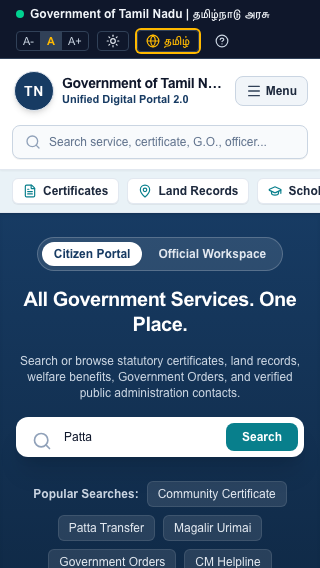 Government of Tamil Nadu | தமிழ்நாடு அரசு
A- A A+ தமிழ்
TN
Government of Tamil N...
Unified Digital Portal 2.0
Menu
Search service, certificate, G.O., officer...
Certificates Land Records Schol
Citizen Portal Official Workspace
All Government Services. One
Place.
Search or browse statutory certificates, land records,
welfare benefits, Government Orders, and verified
public administration contacts.
Patta Search
Popular Searches: Community Certificate
Patta Transfer Magalir Urimai
Government Orders CM Helpline